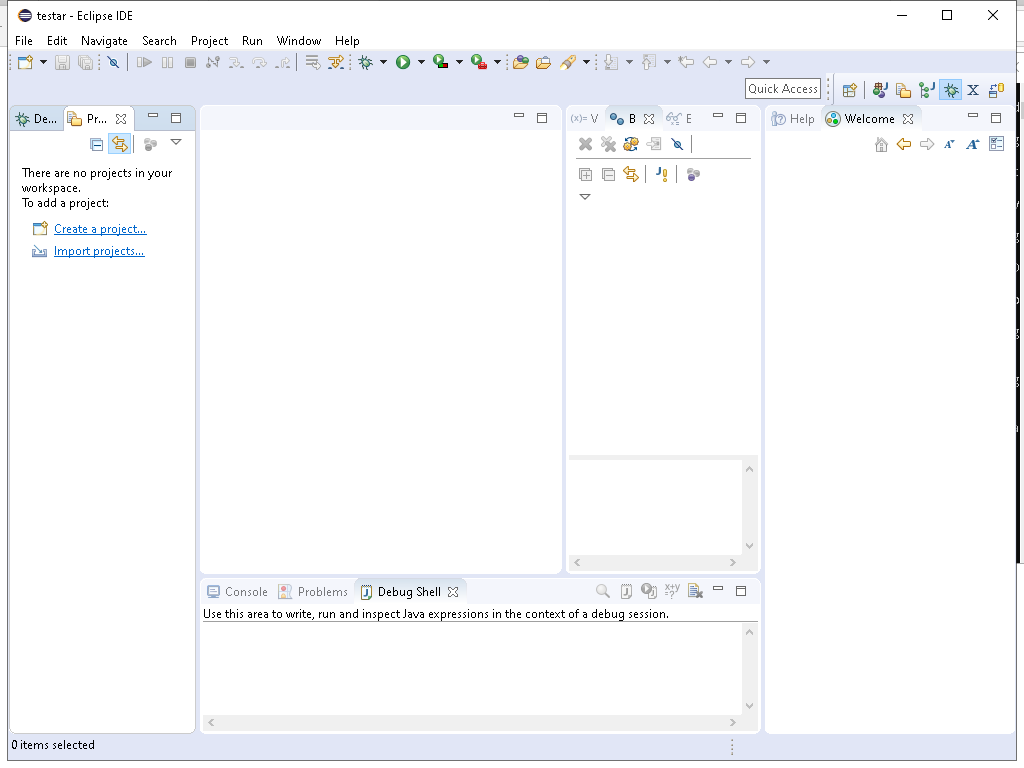 testar - Eclipse IDE
File Edit Navigate Search Project Run Window Help
Quick Access
De... Pr...
(x)= V B E
Help Welcome
There are no projects in your
workspace.
To add a project:
Create a project...
Import projects...
Console Problems Debug Shell
Use this area to write, run and inspect Java expressions in the context of a debug session.
0 items selected